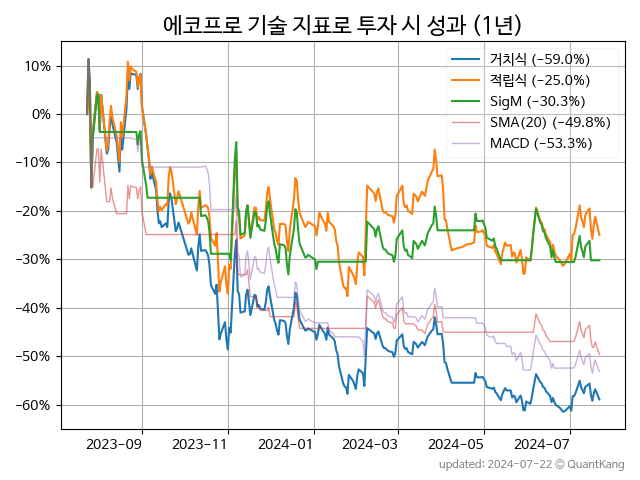 에코프로 기술 지표로 투자 시 성과 (1년)
거치식 (−59.0%)
적립식 (−25.0%)
SigM (−30.3%)
SMA(20) (−49.8%)
MACD (−53.3%)
10%
0%
−10%
−20%
−30%
−40%
−50%
−60%
2023-09 2023-11 2024-01 2024-03 2024-05 2024-07
updated: 2024-07-22 © QuantKang